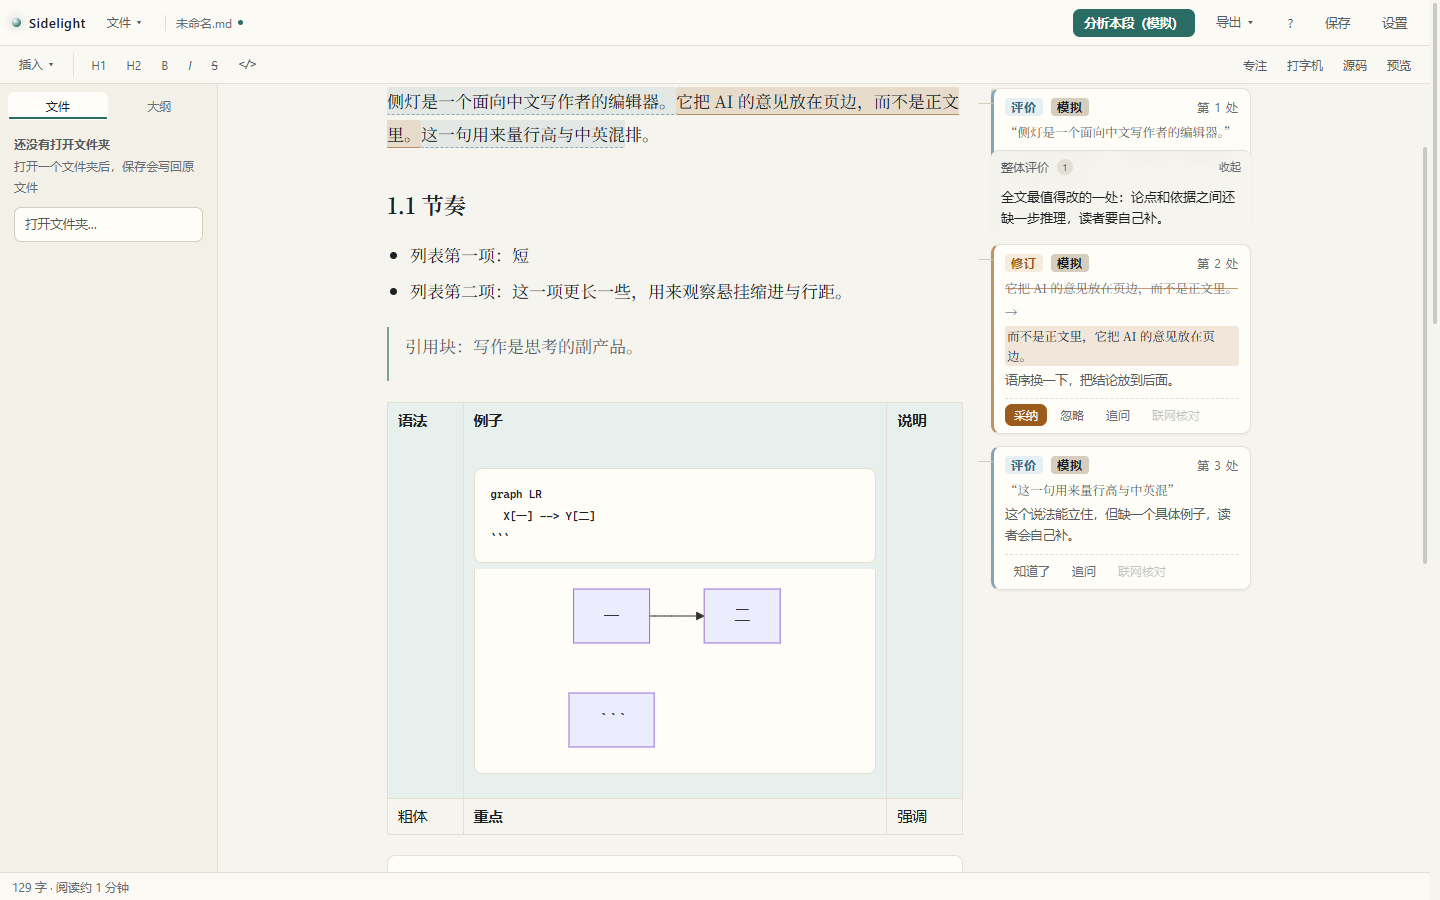 Sidelight 文件 未命名.md 分析本段（模拟） 导出 ? 保存 设置
插入 H1 H2 B I S </> 专注 打字机 源码 预览
文件 大纲
还没有打开文件夹
打开一个文件夹后，保存会写回原
文件
打开文件夹...
侧灯是一个面向中文写作者的编辑器。它把 AI 的意见放在页边，而不是正文
里。这一句用来量行高与中英混排。
1.1 节奏
列表第一项：短
列表第二项：这一项更长一些，用来观察悬挂缩进与行距。
引用块：写作是思考的副产品。
语法 例子 说明
graph LR
X[一] --> Y[二]
```
一 二
```
粗体 重点 强调
评价 模拟 第 1 处
“侧灯是一个面向中文写作者的编辑器。”
整体评价 1 收起
全文最值得改的一处：论点和依据之间还
缺一步推理，读者要自己补。
修订 模拟 第 2 处
它把 AI 的意见放在页边，而不是正文里。
→
而不是正文里，它把 AI 的意见放在页
边。
语序换一下，把结论放到后面。
采纳 忽略 追问 联网核对
评价 模拟 第 3 处
“这一句用来量行高与中英混”
这个说法能立住，但缺一个具体例子，读
者会自己补。
知道了 追问 联网核对
129 字 · 阅读约 1 分钟